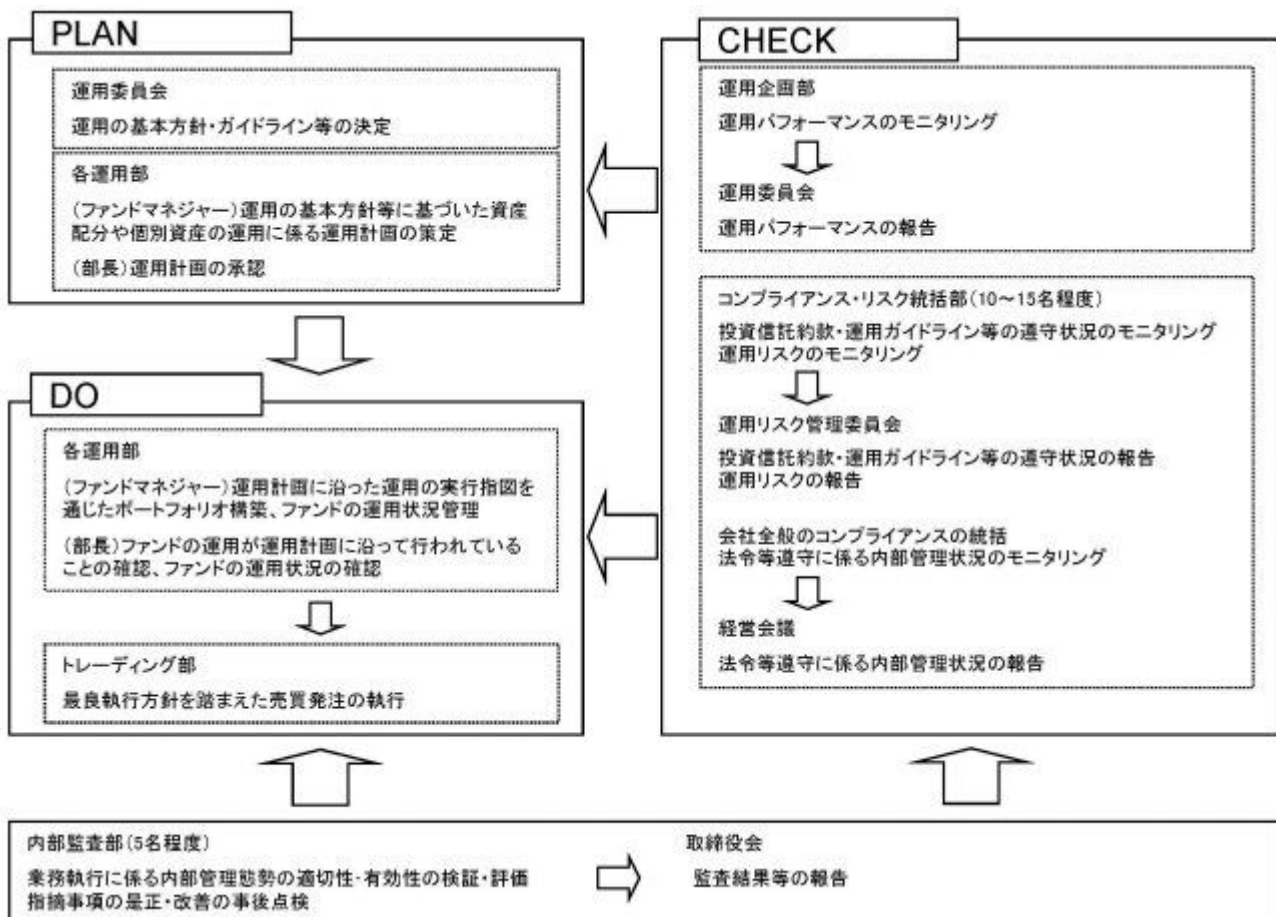 PLAN
運用委員会
運用の基本方針・ガイドライン等の決定
各運用部
(ファンドマネジャー)運用の基本方針等に基づいた資産
配分や個別資産の運用に係る運用計画の策定
(部長)運用計画の承認
DO
各運用部
(ファンドマネジャー)運用計画に沿った運用の実行指図を
通じたポートフォリオ構築、ファンドの運用状況管理
(部長)ファンドの運用が運用計画に沿って行われている
ことの確認、ファンドの運用状況の確認
トレーディング部
最良執行方針を踏まえた売買発注の執行
CHECK
運用企画部
運用パフォーマンスのモニタリング
運用委員会
運用パフォーマンスの報告
コンプライアンス・リスク統括部(10～15名程度)
投資信託約款・運用ガイドライン等の遵守状況のモニタリング
運用リスクのモニタリング
運用リスク管理委員会
投資信託約款・運用ガイドライン等の遵守状況の報告
運用リスクの報告
会社全般のコンプライアンスの統括
法令等遵守に係る内部管理状況のモニタリング
経営会議
法令等遵守に係る内部管理状況の報告
内部監査部(5名程度)
業務執行に係る内部管理態勢の適切性-有効性の検証・評価
指摘事項の是正・改善の事後点検
取締役会
監査結果等の報告